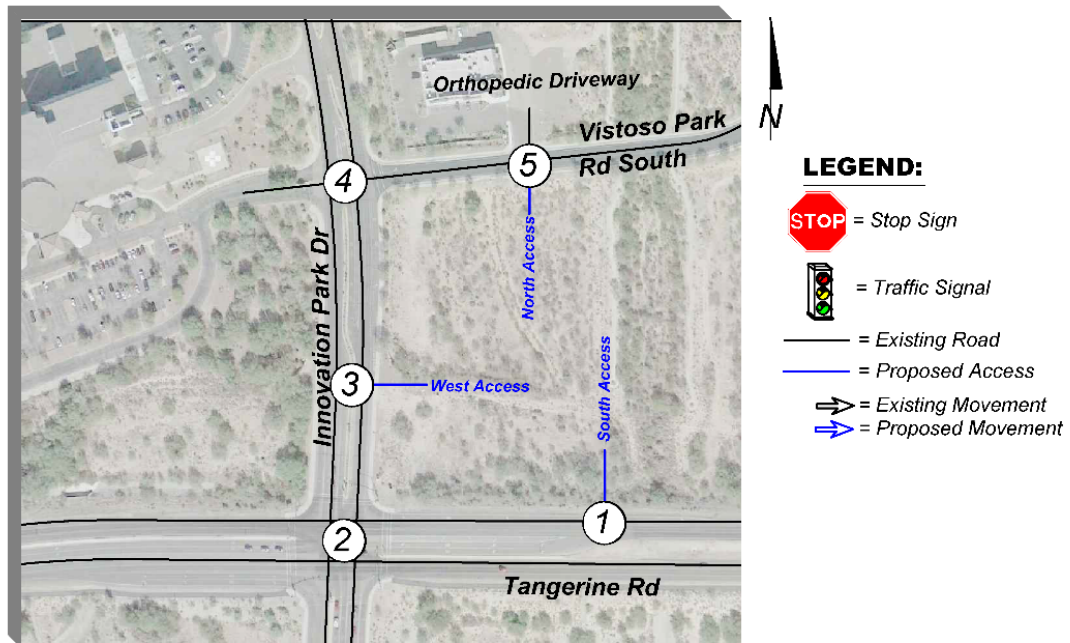 Orthopedic Driveway
Vistoso Park
Rd South
4
5
North Access
Innovation Park Dr
3
West Access
South Access
2
1
Tangerine Rd
N
LEGEND:
STOP = Stop Sign
= Traffic Signal
= Existing Road
= Proposed Access
= Existing Movement
= Proposed Movement